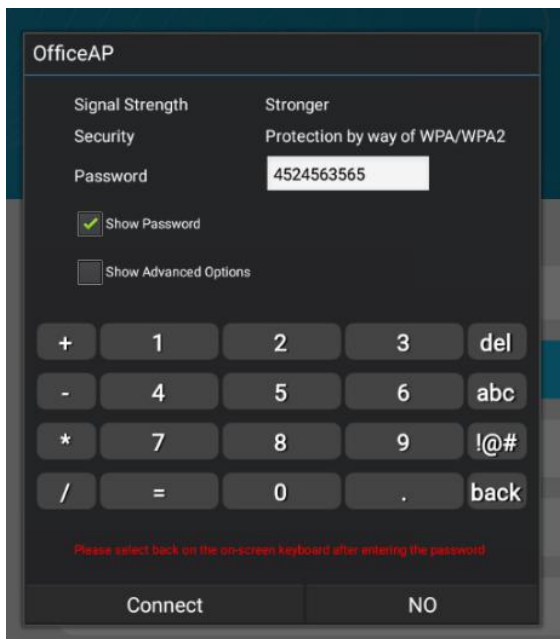 OfficeAP
Signal Strength Stronger
Security Protection by way of WPA/WPA2
Password 4524563565
Show Password
Show Advanced Options
+ 1 2 3 del
- 4 5 6 abc
* 7 8 9 !@#
/ = 0 . back
Please select back on the on-screen keyboard after entering the password
Connect NO